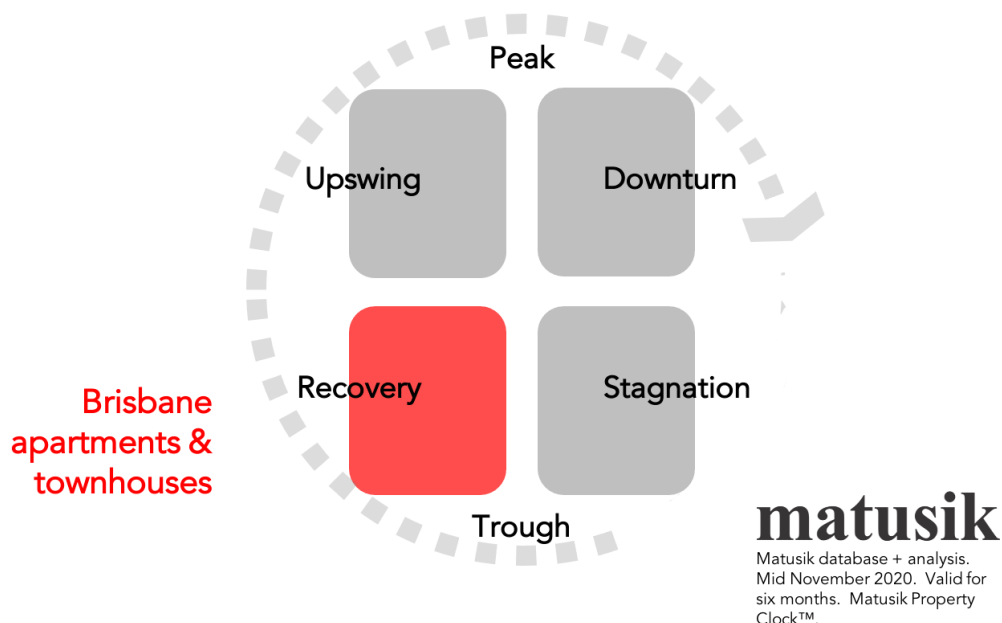 Peak
Upswing
Downturn
Recovery
Stagnation
Brisbane
apartments &
townhouses
Trough
matusik
Matusik database + analysis.
Mid November 2020. Valid for
six months. Matusik Property
Clock™.